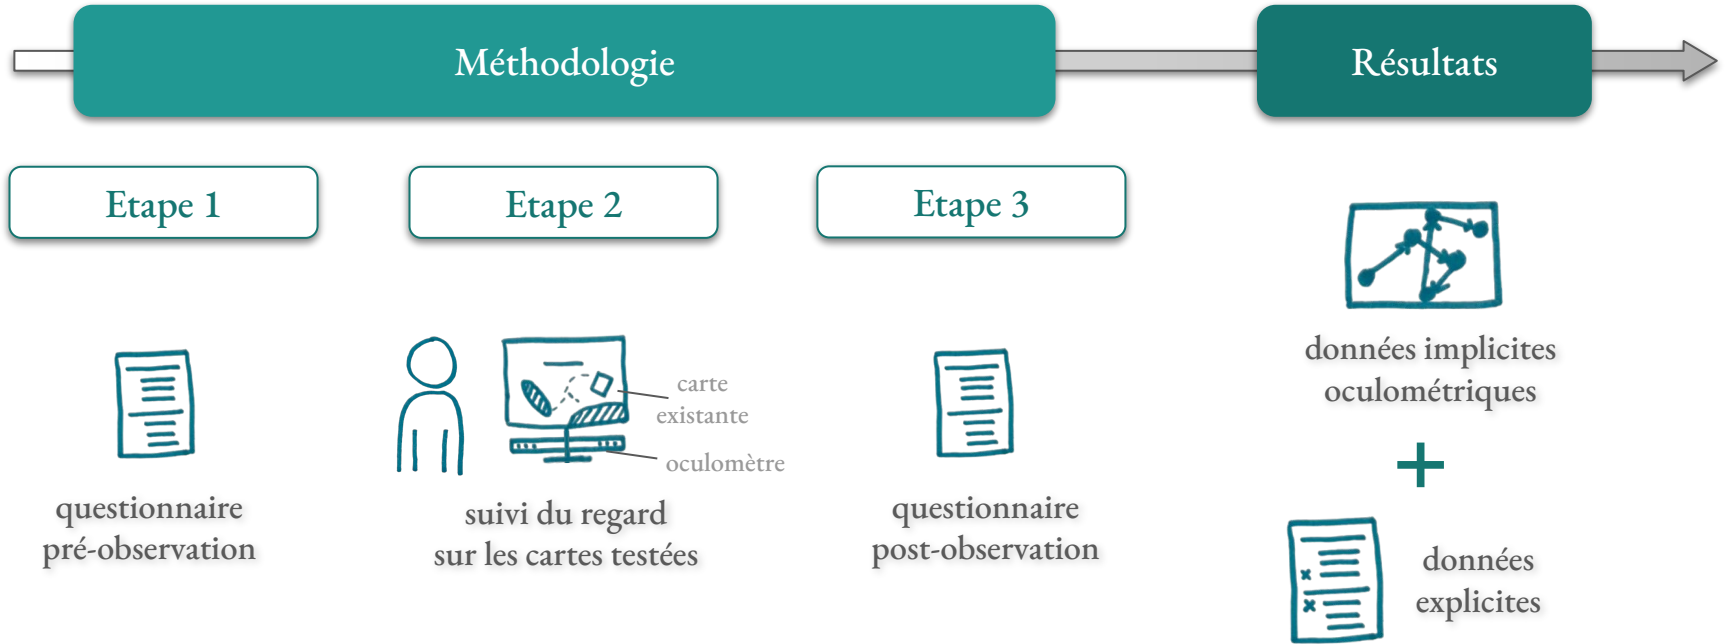 Méthodologie
Résultats
Etape 1
Etape 2
Etape 3
questionnaire
pré-observation
carte
existante
oculomètre
suivi du regard
sur les cartes testées
questionnaire
post-observation
données implicites
oculométriques
+
données
explicites